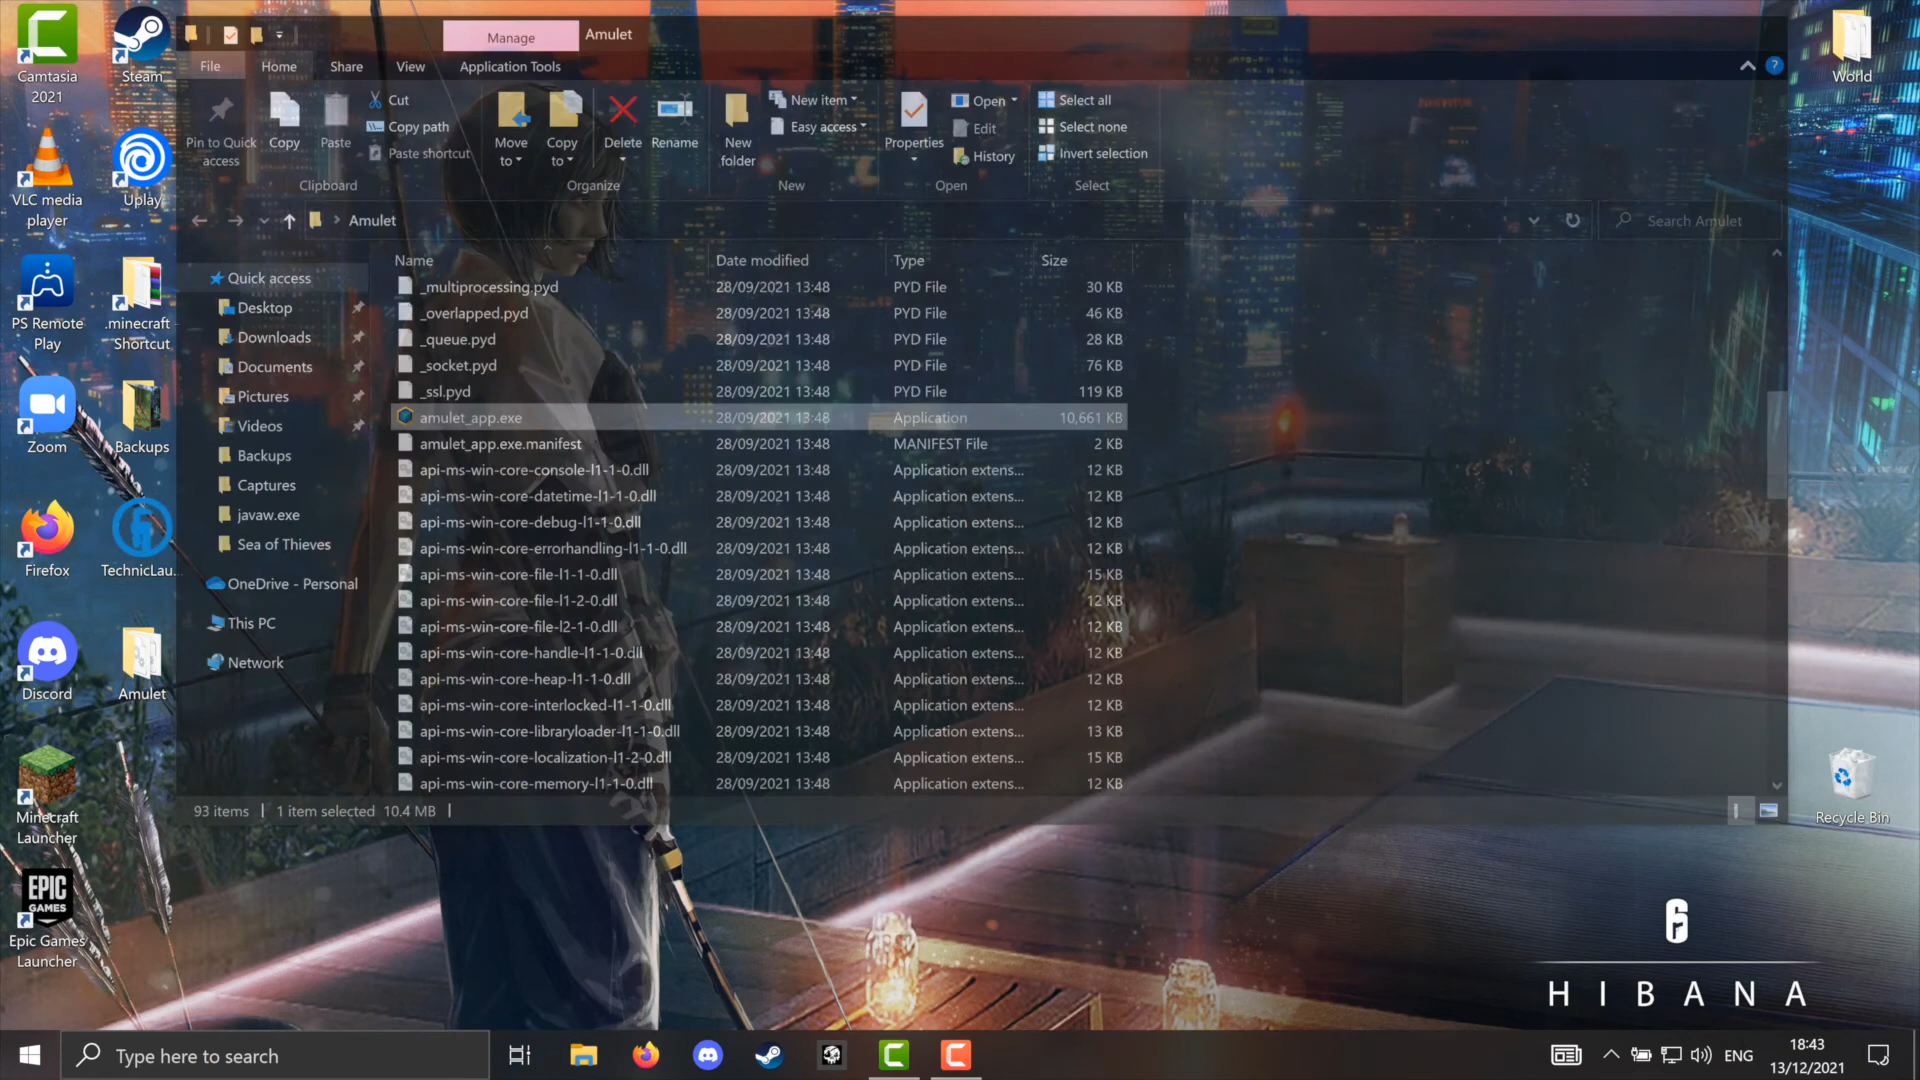 Camtasia
2021
Steam
VLC media
player
Uplay
PS Remote
Play
.minecraft -
Shortcut
Zoom
Backups
Firefox
TechnicLau...
Discord
Amulet
Minecraft
Launcher
EPIC
GAMES
Epic Games
Launcher
Manage
Amulet
File
Home
Share
View
Application Tools
Pin to Quick
access
Copy
Paste
Cut
Copy path
Paste shortcut
Clipboard
Move
to
Copy
to
Delete
Rename
Organize
New
folder
New item
Easy access
New
Properties
Open
Edit
History
Open
Select all
Select none
Invert selection
Select
Amulet
Search Amulet
Quick access
Desktop
Downloads
Documents
Pictures
Videos
Backups
Captures
javaw.exe
Sea of Thieves
OneDrive - Personal
This PC
Network
Name Date modified Type Size
_multiprocessing.pyd 28/09/2021 13:48 PYD File 30 KB
_overlapped.pyd 28/09/2021 13:48 PYD File 46 KB
_queue.pyd 28/09/2021 13:48 PYD File 28 KB
_socket.pyd 28/09/2021 13:48 PYD File 76 KB
_ssl.pyd 28/09/2021 13:48 PYD File 119 KB
amulet_app.exe 28/09/2021 13:48 Application 10,661 KB
amulet_app.exe.manifest 28/09/2021 13:48 MANIFEST File 2 KB
api-ms-win-core-console-l1-1-0.dll 28/09/2021 13:48 Application extens... 12 KB
api-ms-win-core-datetime-l1-1-0.dll 28/09/2021 13:48 Application extens... 12 KB
api-ms-win-core-debug-l1-1-0.dll 28/09/2021 13:48 Application extens... 12 KB
api-ms-win-core-errorhandling-l1-1-0.dll 28/09/2021 13:48 Application extens... 12 KB
api-ms-win-core-file-l1-1-0.dll 28/09/2021 13:48 Application extens... 15 KB
api-ms-win-core-file-l1-2-0.dll 28/09/2021 13:48 Application extens... 12 KB
api-ms-win-core-file-l2-1-0.dll 28/09/2021 13:48 Application extens... 12 KB
api-ms-win-core-handle-l1-1-0.dll 28/09/2021 13:48 Application extens... 12 KB
api-ms-win-core-heap-l1-1-0.dll 28/09/2021 13:48 Application extens... 12 KB
api-ms-win-core-interlocked-l1-1-0.dll 28/09/2021 13:48 Application extens... 12 KB
api-ms-win-core-libraryloader-l1-1-0.dll 28/09/2021 13:48 Application extens... 13 KB
api-ms-win-core-localization-l1-2-0.dll 28/09/2021 13:48 Application extens... 15 KB
api-ms-win-core-memory-l1-1-0.dll 28/09/2021 13:48 Application extens... 12 KB
93 items | 1 item selected 10.4 MB |
World
Recycle Bin
6
HIBANA
Type here to search
ENG
18:43
13/12/2021